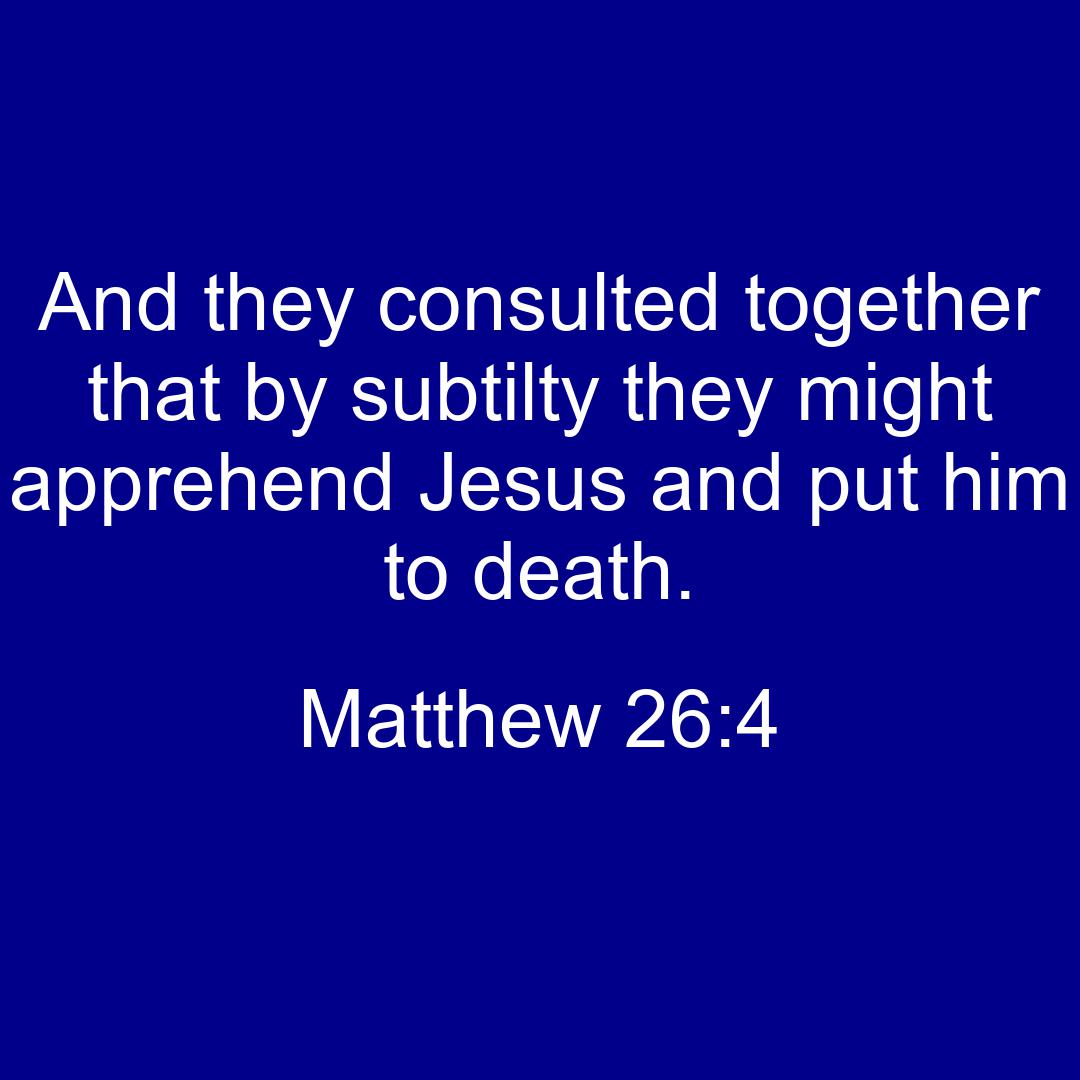 And they consulted together
that by subtilty they might
apprehend Jesus and put him
to death.
Matthew 26:4